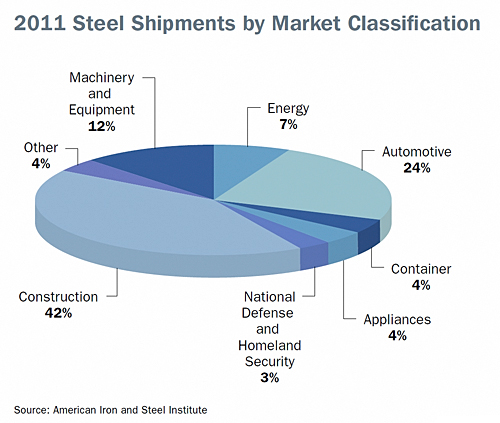 2011 Steel Shipments by Market Classification
Machinery
and
Equipment
12%
Energy
7%
Other
4%
Automotive
24%
Container
4%
Construction
42%
National
Defense
and
Homeland
Security
3%
Appliances
4%
Source: American Iron and Steel Institute